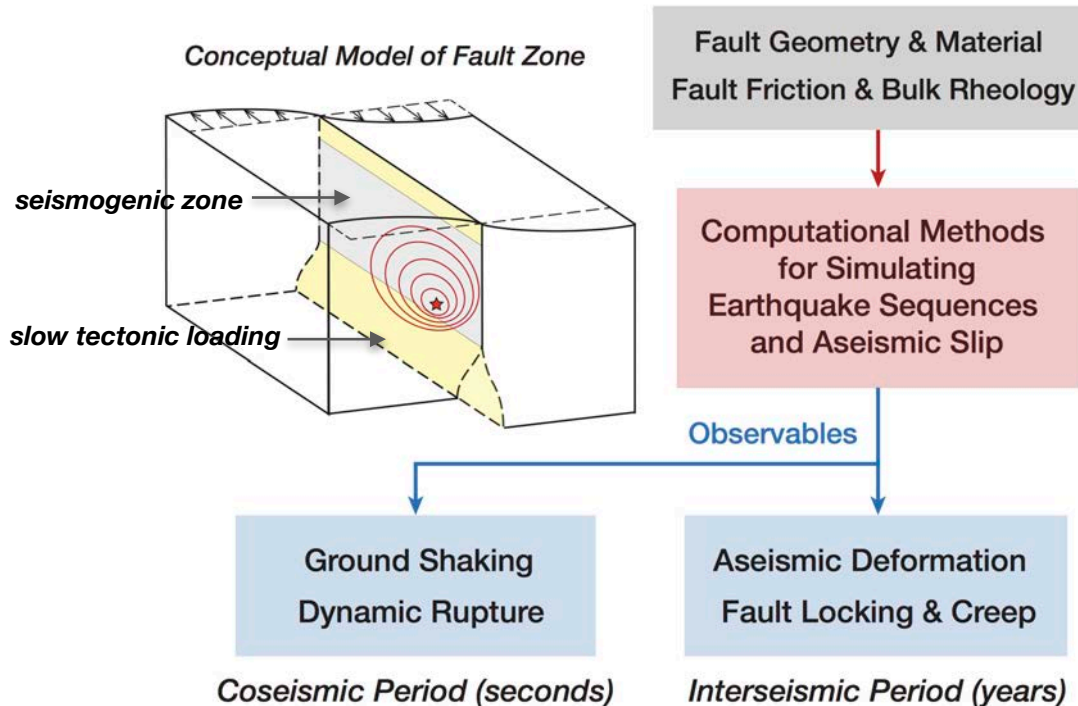 Conceptual Model of Fault Zone
seismogenic zone
slow tectonic loading
Fault Geometry & Material
Fault Friction & Bulk Rheology
Computational Methods
for Simulating
Earthquake Sequences
and Aseismic Slip
Observables
Ground Shaking
Dynamic Rupture
Coseismic Period (seconds)
Aseismic Deformation
Fault Locking & Creep
Interseismic Period (years)